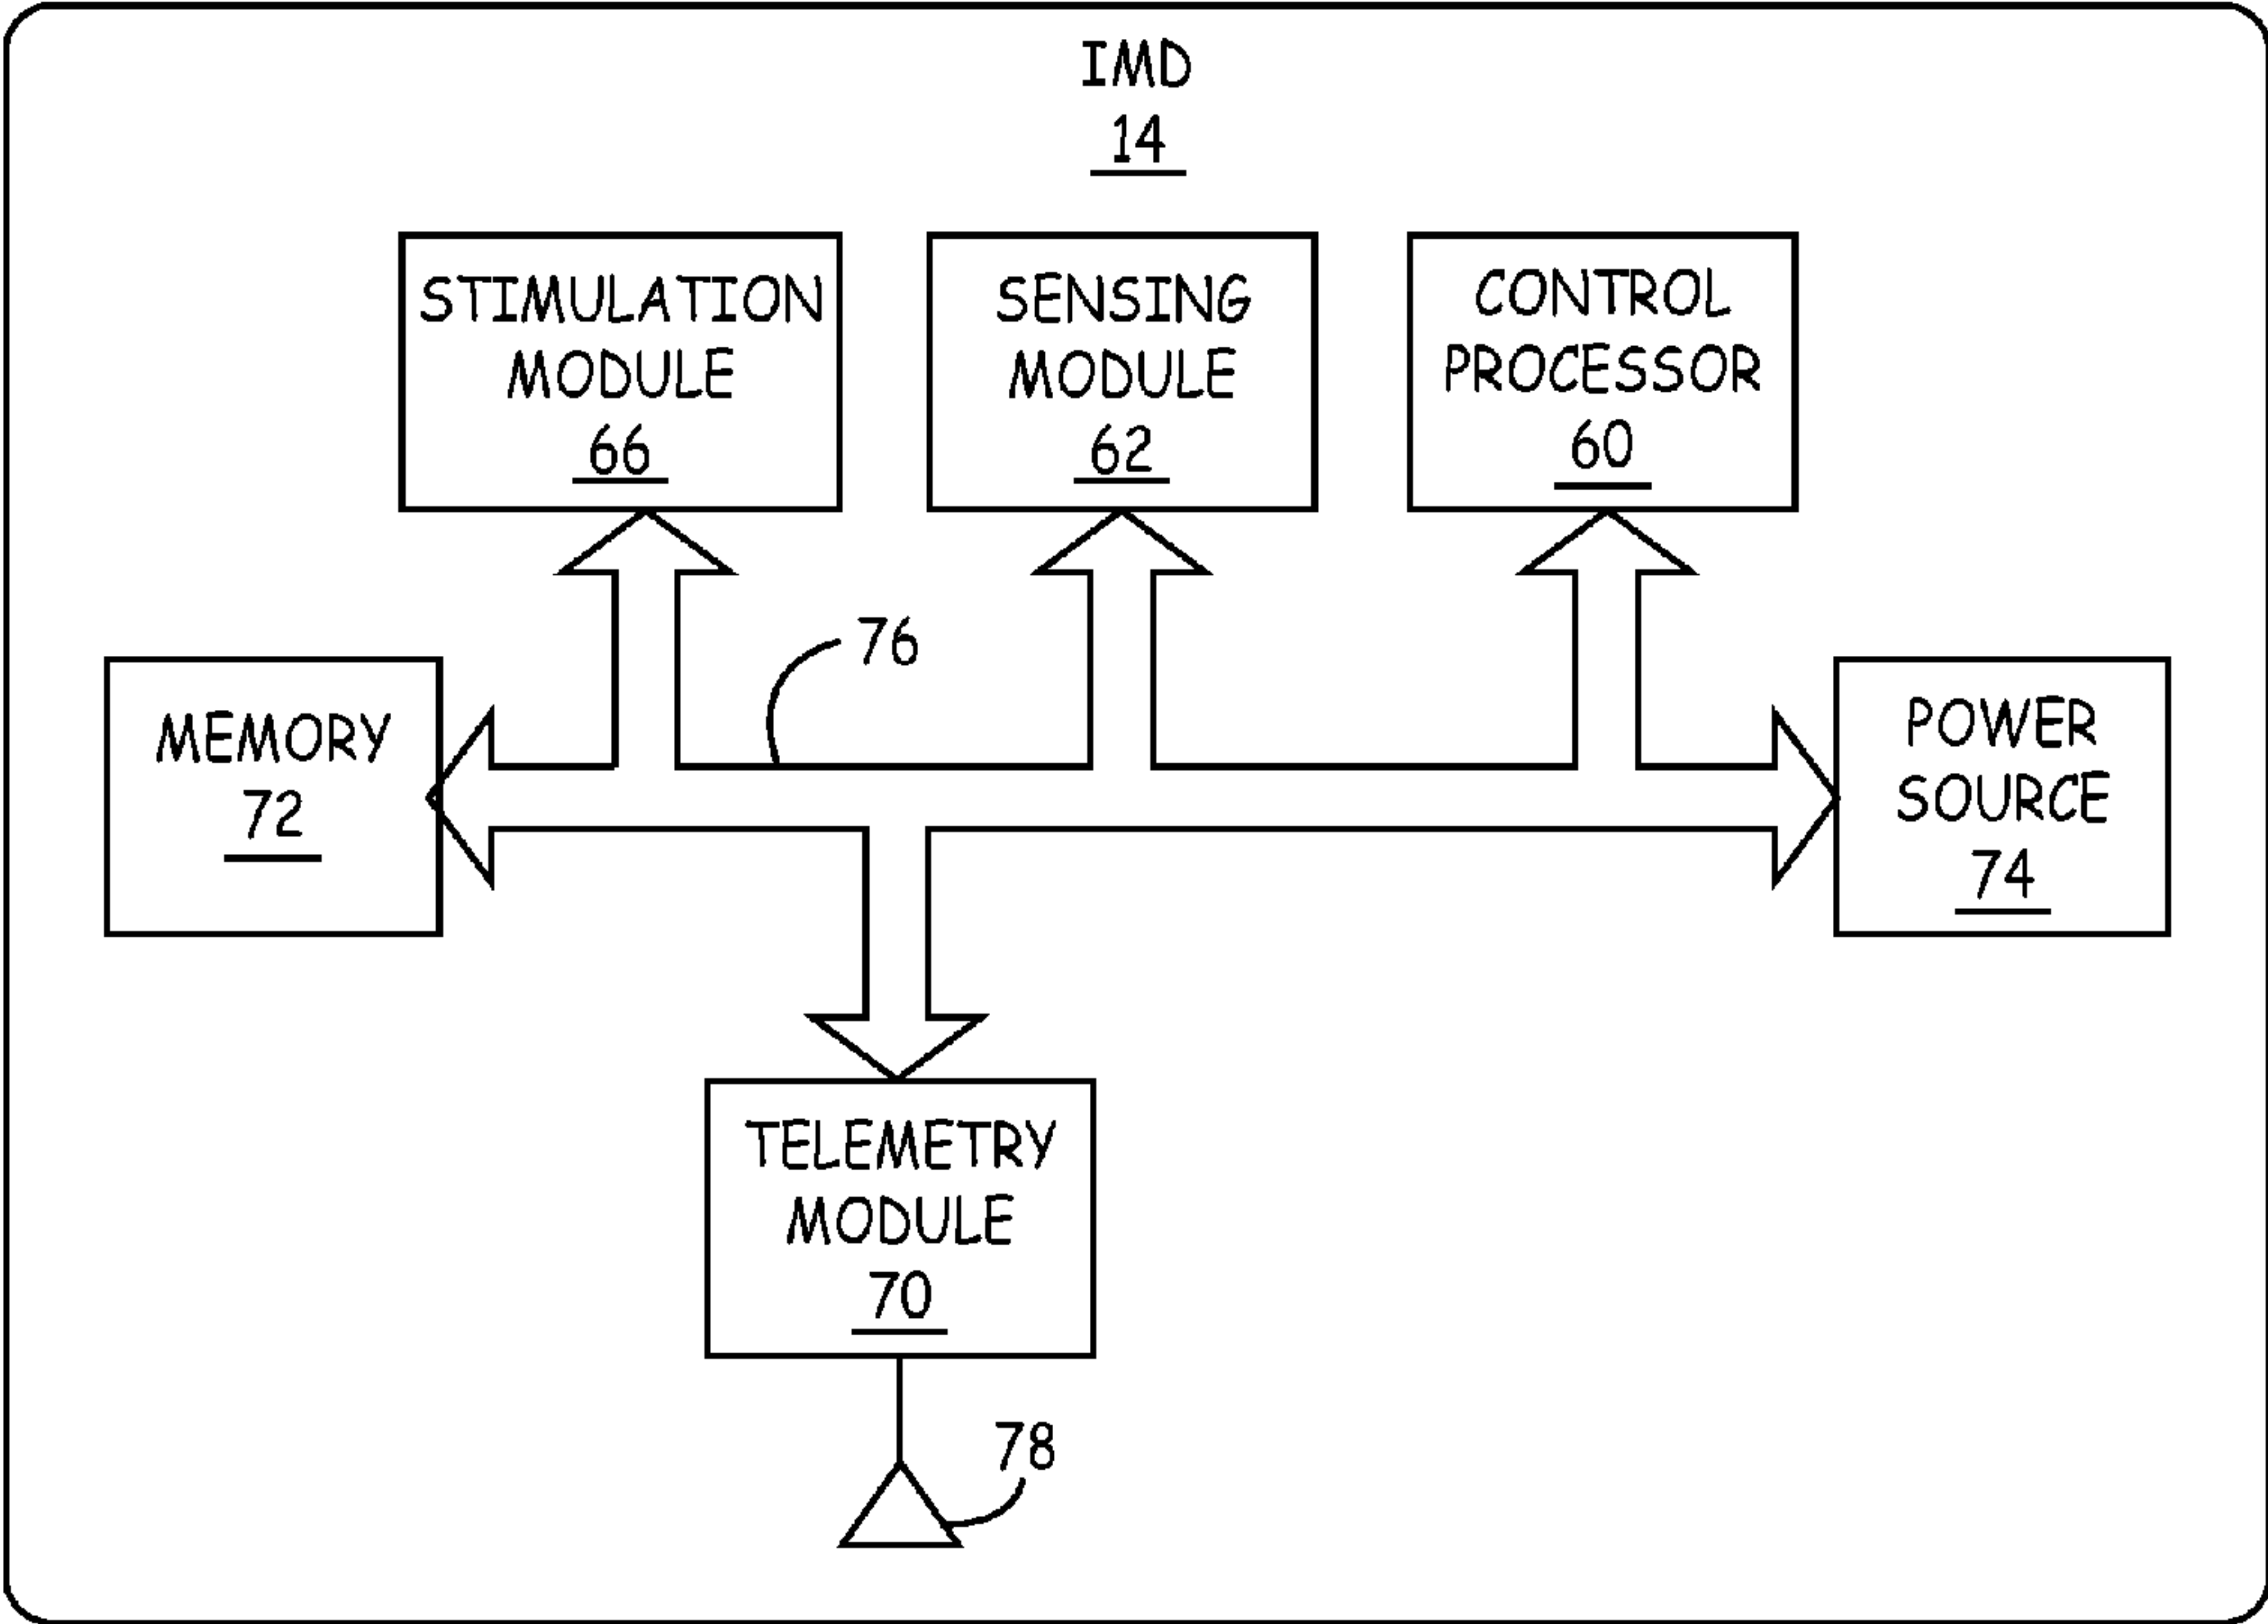 IMD
14
STIMULATION
MODULE
66
SENSING
MODULE
62
CONTROL
PROCESSOR
60
76
MEMORY
72
POWER
SOURCE
74
TELEMETRY
MODULE
70
78